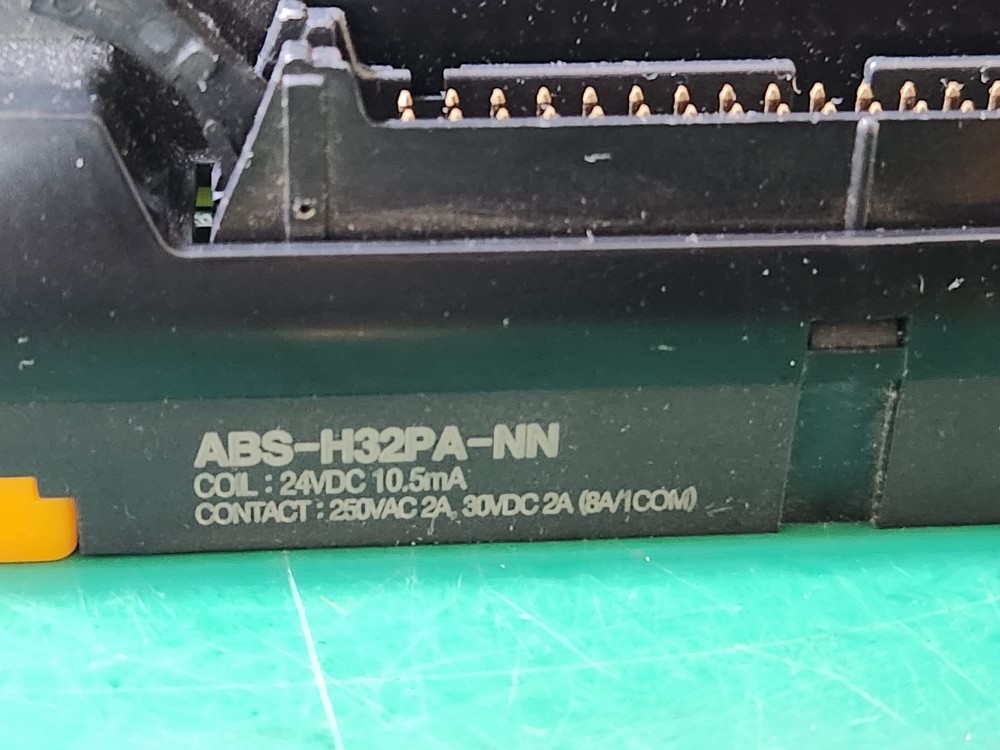 ABS-H32PA-NN
COIL : 24VDC 10.5mA
CONTACT : 250VAC 2A, 30VDC 2A (8A/1COM)